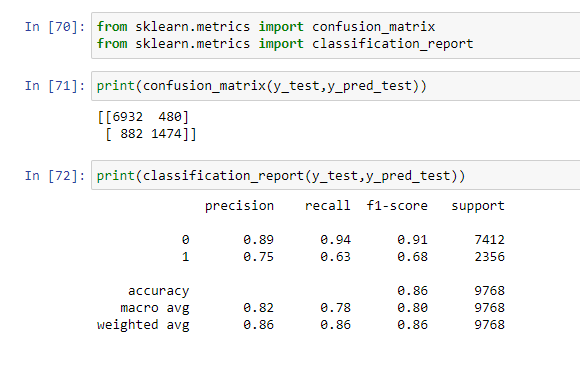 In [70]: from sklearn.metrics import confusion_matrix
from sklearn.metrics import classification_report
In [71]: print(confusion_matrix(y_test,y_pred_test))
[[6932  480]
 [ 882 1474]]
In [72]: print(classification_report(y_test,y_pred_test))
precision    recall  f1-score   support
0       0.89      0.94      0.91      7412
1       0.75      0.63      0.68      2356
accuracy                           0.86      9768
macro avg       0.82      0.78      0.80      9768
weighted avg       0.86      0.86      0.86      9768